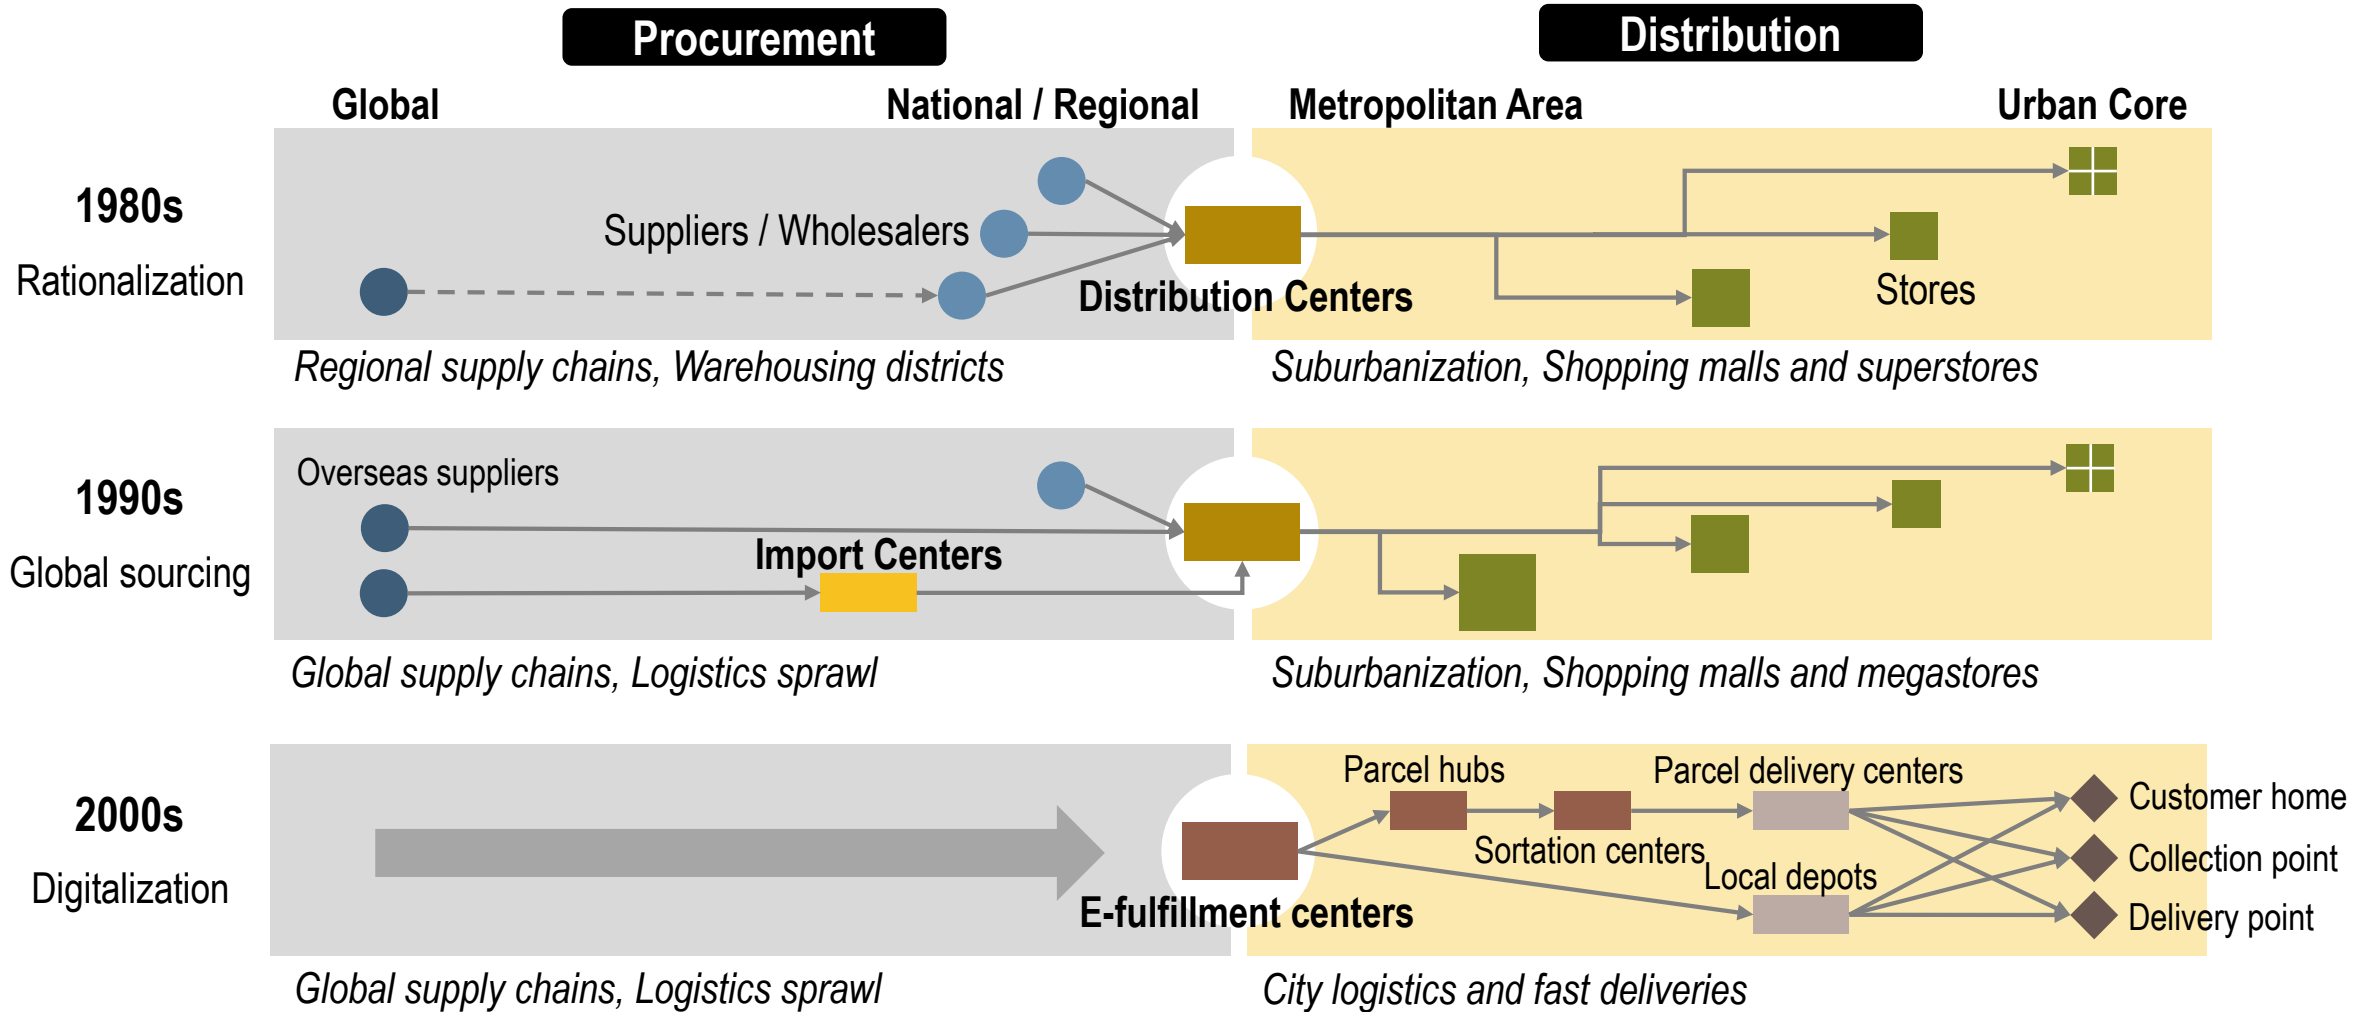 Procurement
Distribution
Global
National / Regional
Metropolitan Area
Urban Core
1980s
Rationalization
Suppliers / Wholesalers
Distribution Centers
Stores
Regional supply chains, Warehousing districts
Suburbanization, Shopping malls and superstores
1990s
Global sourcing
Overseas suppliers
Import Centers
Global supply chains, Logistics sprawl
Suburbanization, Shopping malls and megastores
2000s
Digitalization
E-fulfillment centers
Parcel hubs
Parcel delivery centers
Sortation centers
Local depots
Customer home
Collection point
Delivery point
Global supply chains, Logistics sprawl
City logistics and fast deliveries